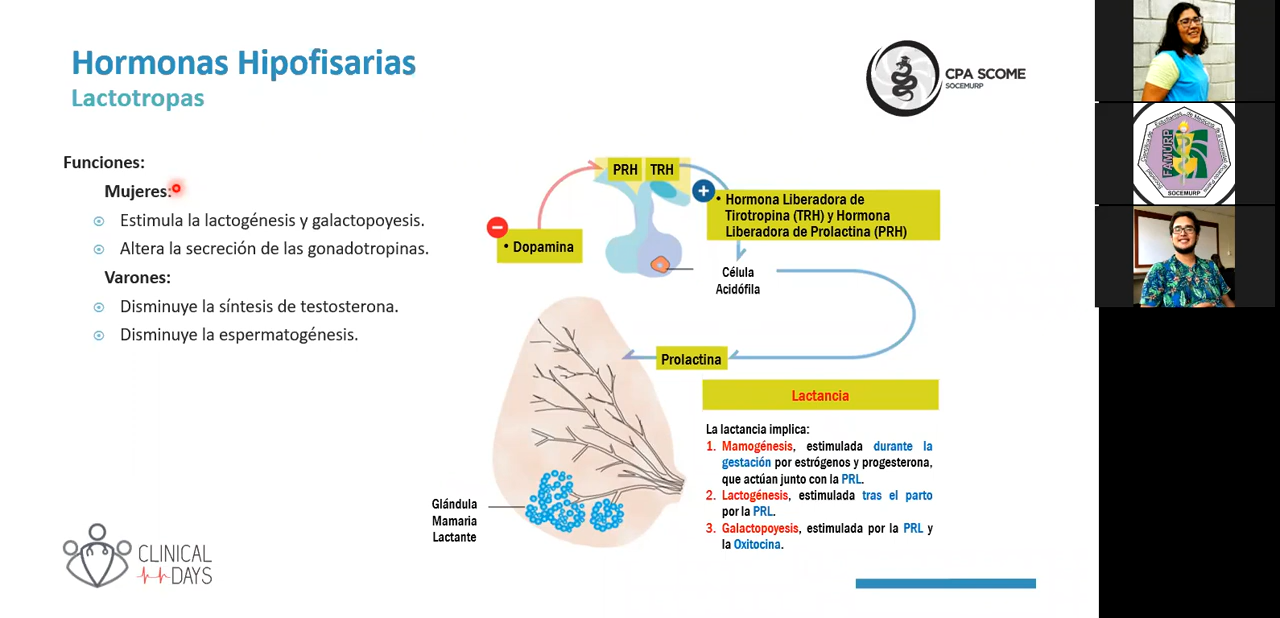 Hormonas Hipofisarias
Lactotropas
CPA SCOME
SOCEMURP
Funciones:
Mujeres:
Estimula la lactogénesis y galactopoyesis.
Altera la secreción de las gonadotropinas.
Varones:
Disminuye la síntesis de testosterona.
Disminuye la espermatogénesis.
PRH TRH
+
• Hormona Liberadora de
Tirotropina (TRH) y Hormona
Liberadora de Prolactina (PRH)
−
• Dopamina
Célula
Acidófila
Prolactina
Lactancia
La lactancia implica:
1. Mamogénesis, estimulada durante la
gestación por estrógenos y progesterona,
que actúan junto con la PRL.
2. Lactogénesis, estimulada tras el parto
por la PRL.
3. Galactopoyesis, estimulada por la PRL y
la Oxitocina.
Glándula
Mamaria
Lactante
CLINICAL
DAYS
FAMURP
SOCEMURP